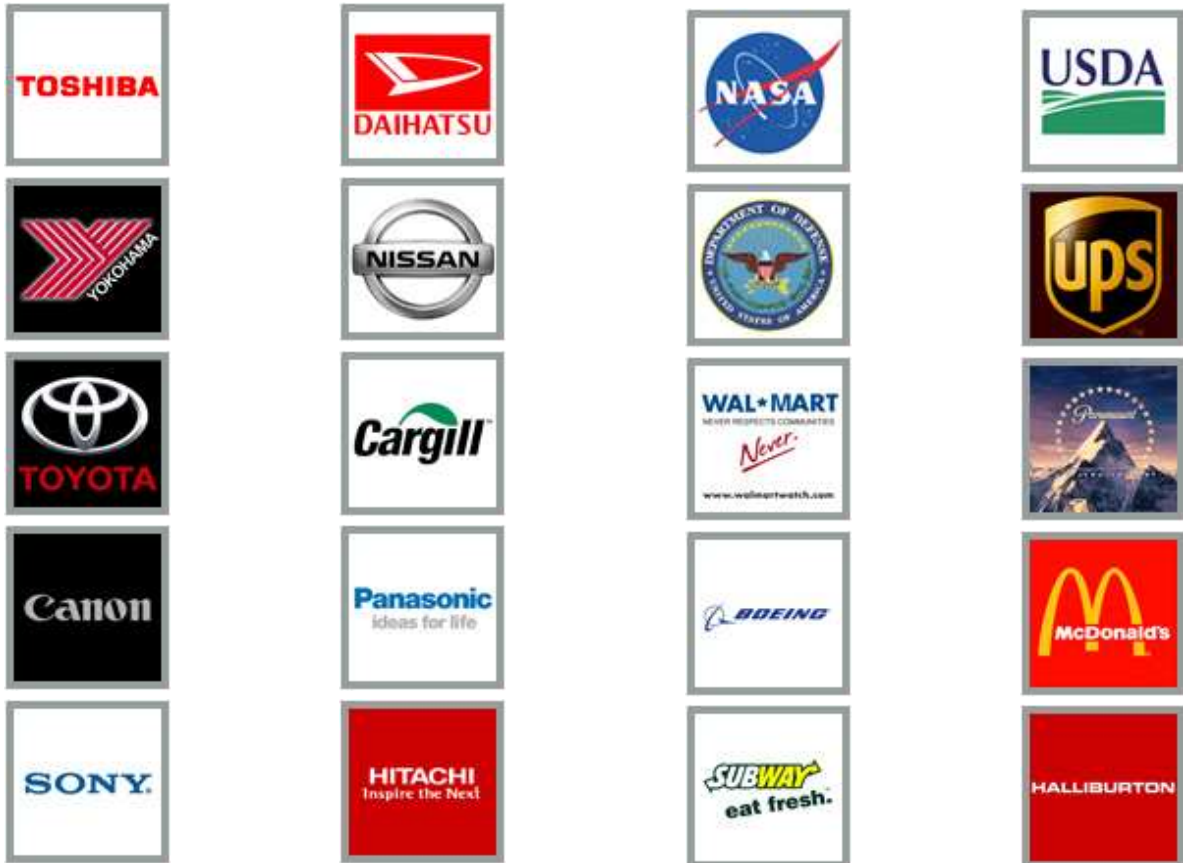 TOSHIBA
DAIHATSU
NASA
USDA
YOKOHAMA
NISSAN
DEPARTMENT OF DEFENSE
UNITED STATES OF AMERICA
ups
TOYOTA
Cargill™
WAL★MART
NEVER RESPECTS COMMUNITIES
Never.
www.walmartwatch.com
Paramount
Canon
Panasonic
ideas for life
BOEING
McDonald's
SONY.
HITACHI
Inspire the Next
SUBWAY
eat fresh.
HALLIBURTON